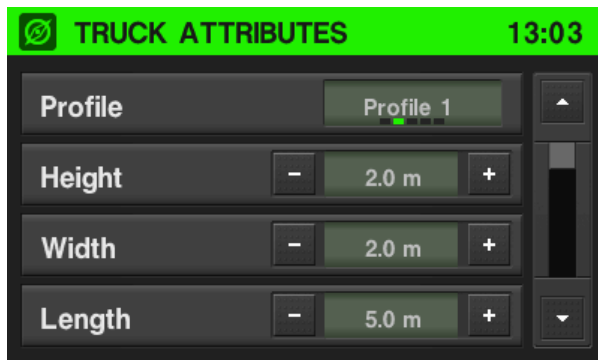 TRUCK ATTRIBUTES 13:03
Profile Profile 1
Height - 2.0 m +
Width - 2.0 m +
Length - 5.0 m +